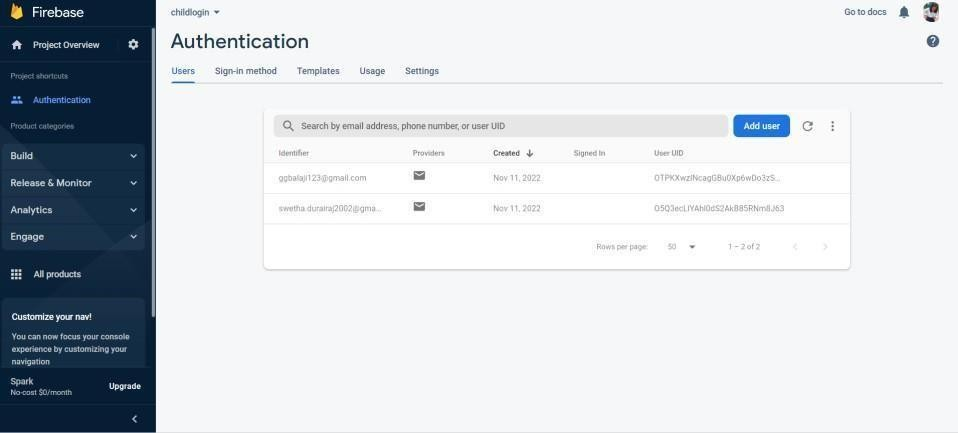 Firebase
Project Overview
Project shortcuts
Authentication
Product categories
Build
Release & Monitor
Analytics
Engage
All products
Customize your nav!
You can now focus your console
experience by customizing your
navigation
Spark
No-cost $0/month
Upgrade
childlogin
Go to docs
Authentication
Users Sign-in method Templates Usage Settings
Search by email address, phone number, or user UID
Add user
Identifier Providers Created Signed In User UID
ggbalaji123@gmail.com Nov 11, 2022 OTPKXwzINcagGBu0Xp6wDo3zS...
swetha.durairaj2002@gma... Nov 11, 2022 O5Q3ecLIYAhI0dS2AkB85RNm8J63
Rows per page: 50 1 – 2 of 2